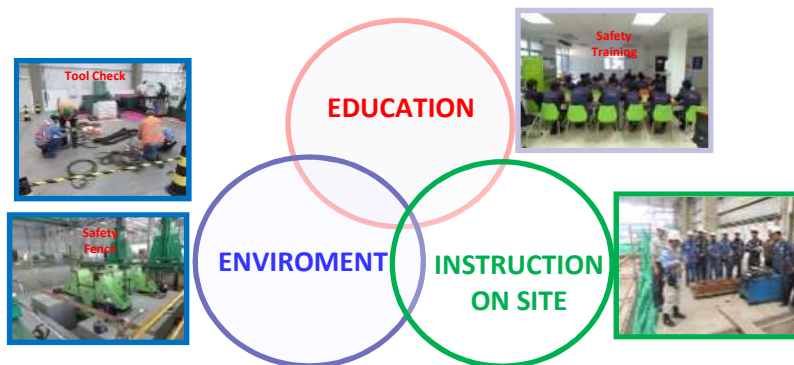 Tool Check
Safety
Training
EDUCATION
Safety
Fence
ENVIROMENT
INSTRUCTION
ON SITE